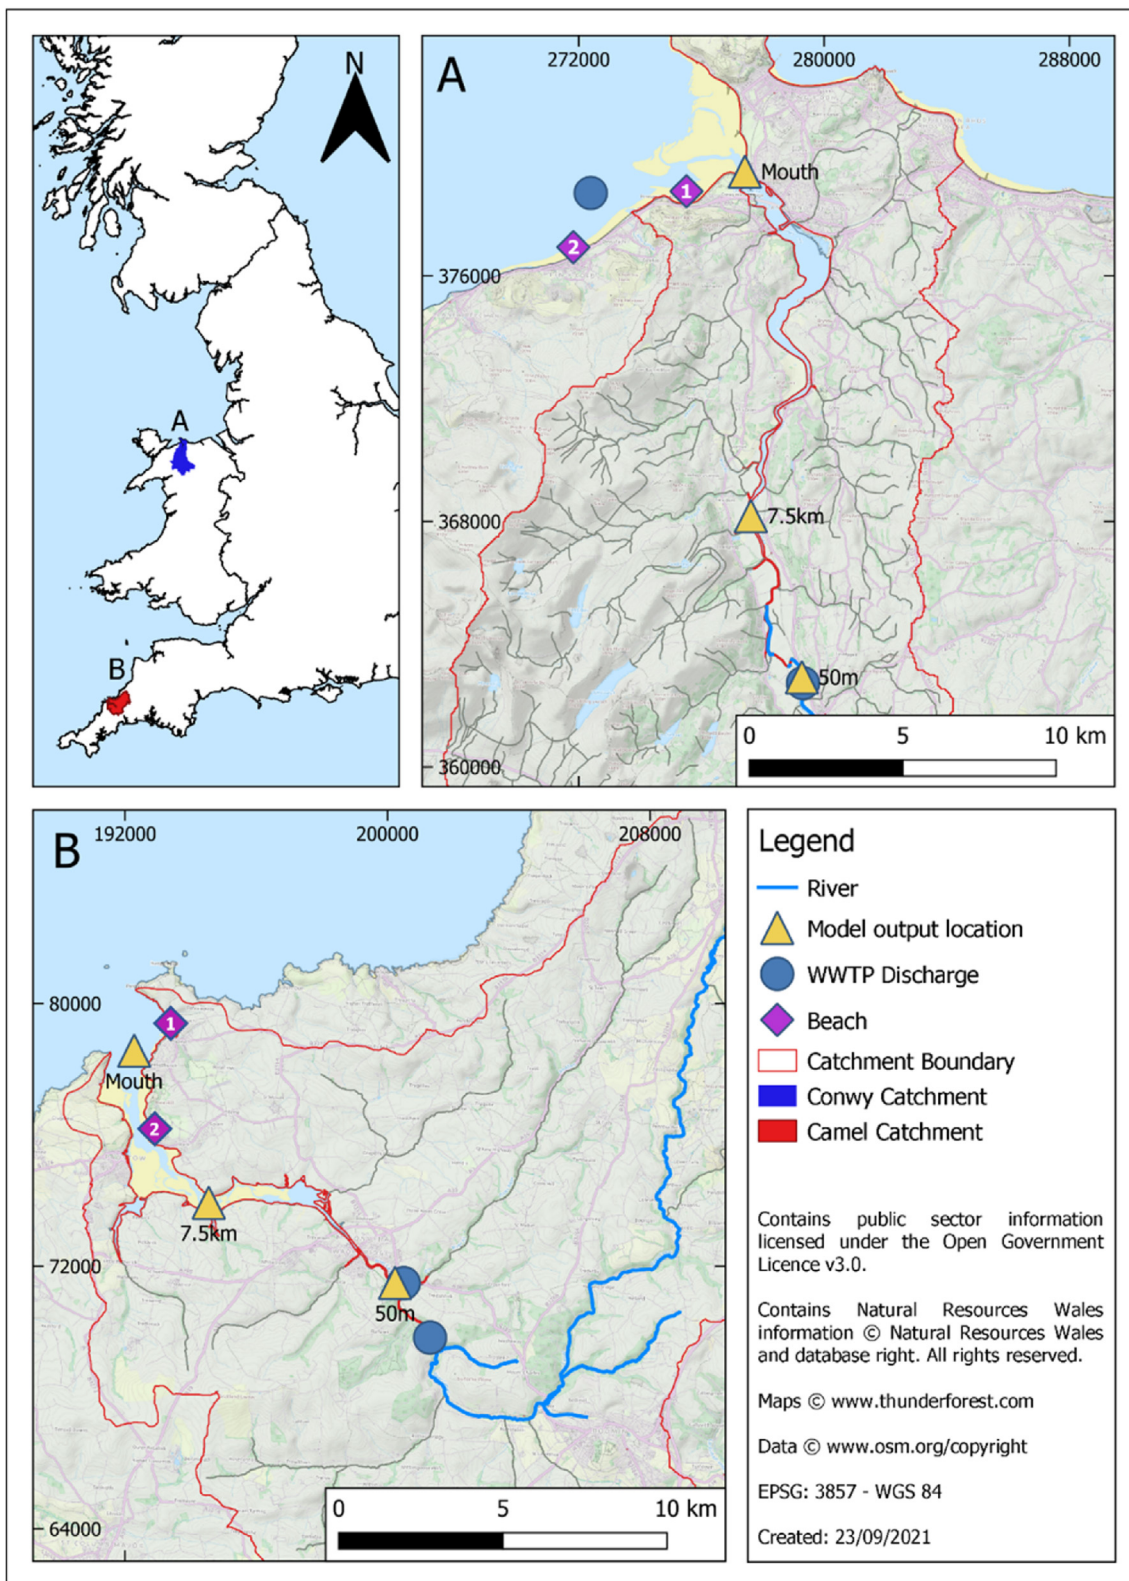 N
A
B
A
272000
280000
288000
Mouth
1
2
376000
7.5km
368000
50m
360000
0 5 10 km
B
192000
200000
208000
80000
1
Mouth
2
7.5km
72000
50m
64000
0 5 10 km
Legend
River
Model output location
WWTP Discharge
Beach
Catchment Boundary
Conwy Catchment
Camel Catchment
Contains public sector information
licensed under the Open Government
Licence v3.0.
Contains Natural Resources Wales
information © Natural Resources Wales
and database right. All rights reserved.
Maps © www.thunderforest.com
Data © www.osm.org/copyright
EPSG: 3857 - WGS 84
Created: 23/09/2021